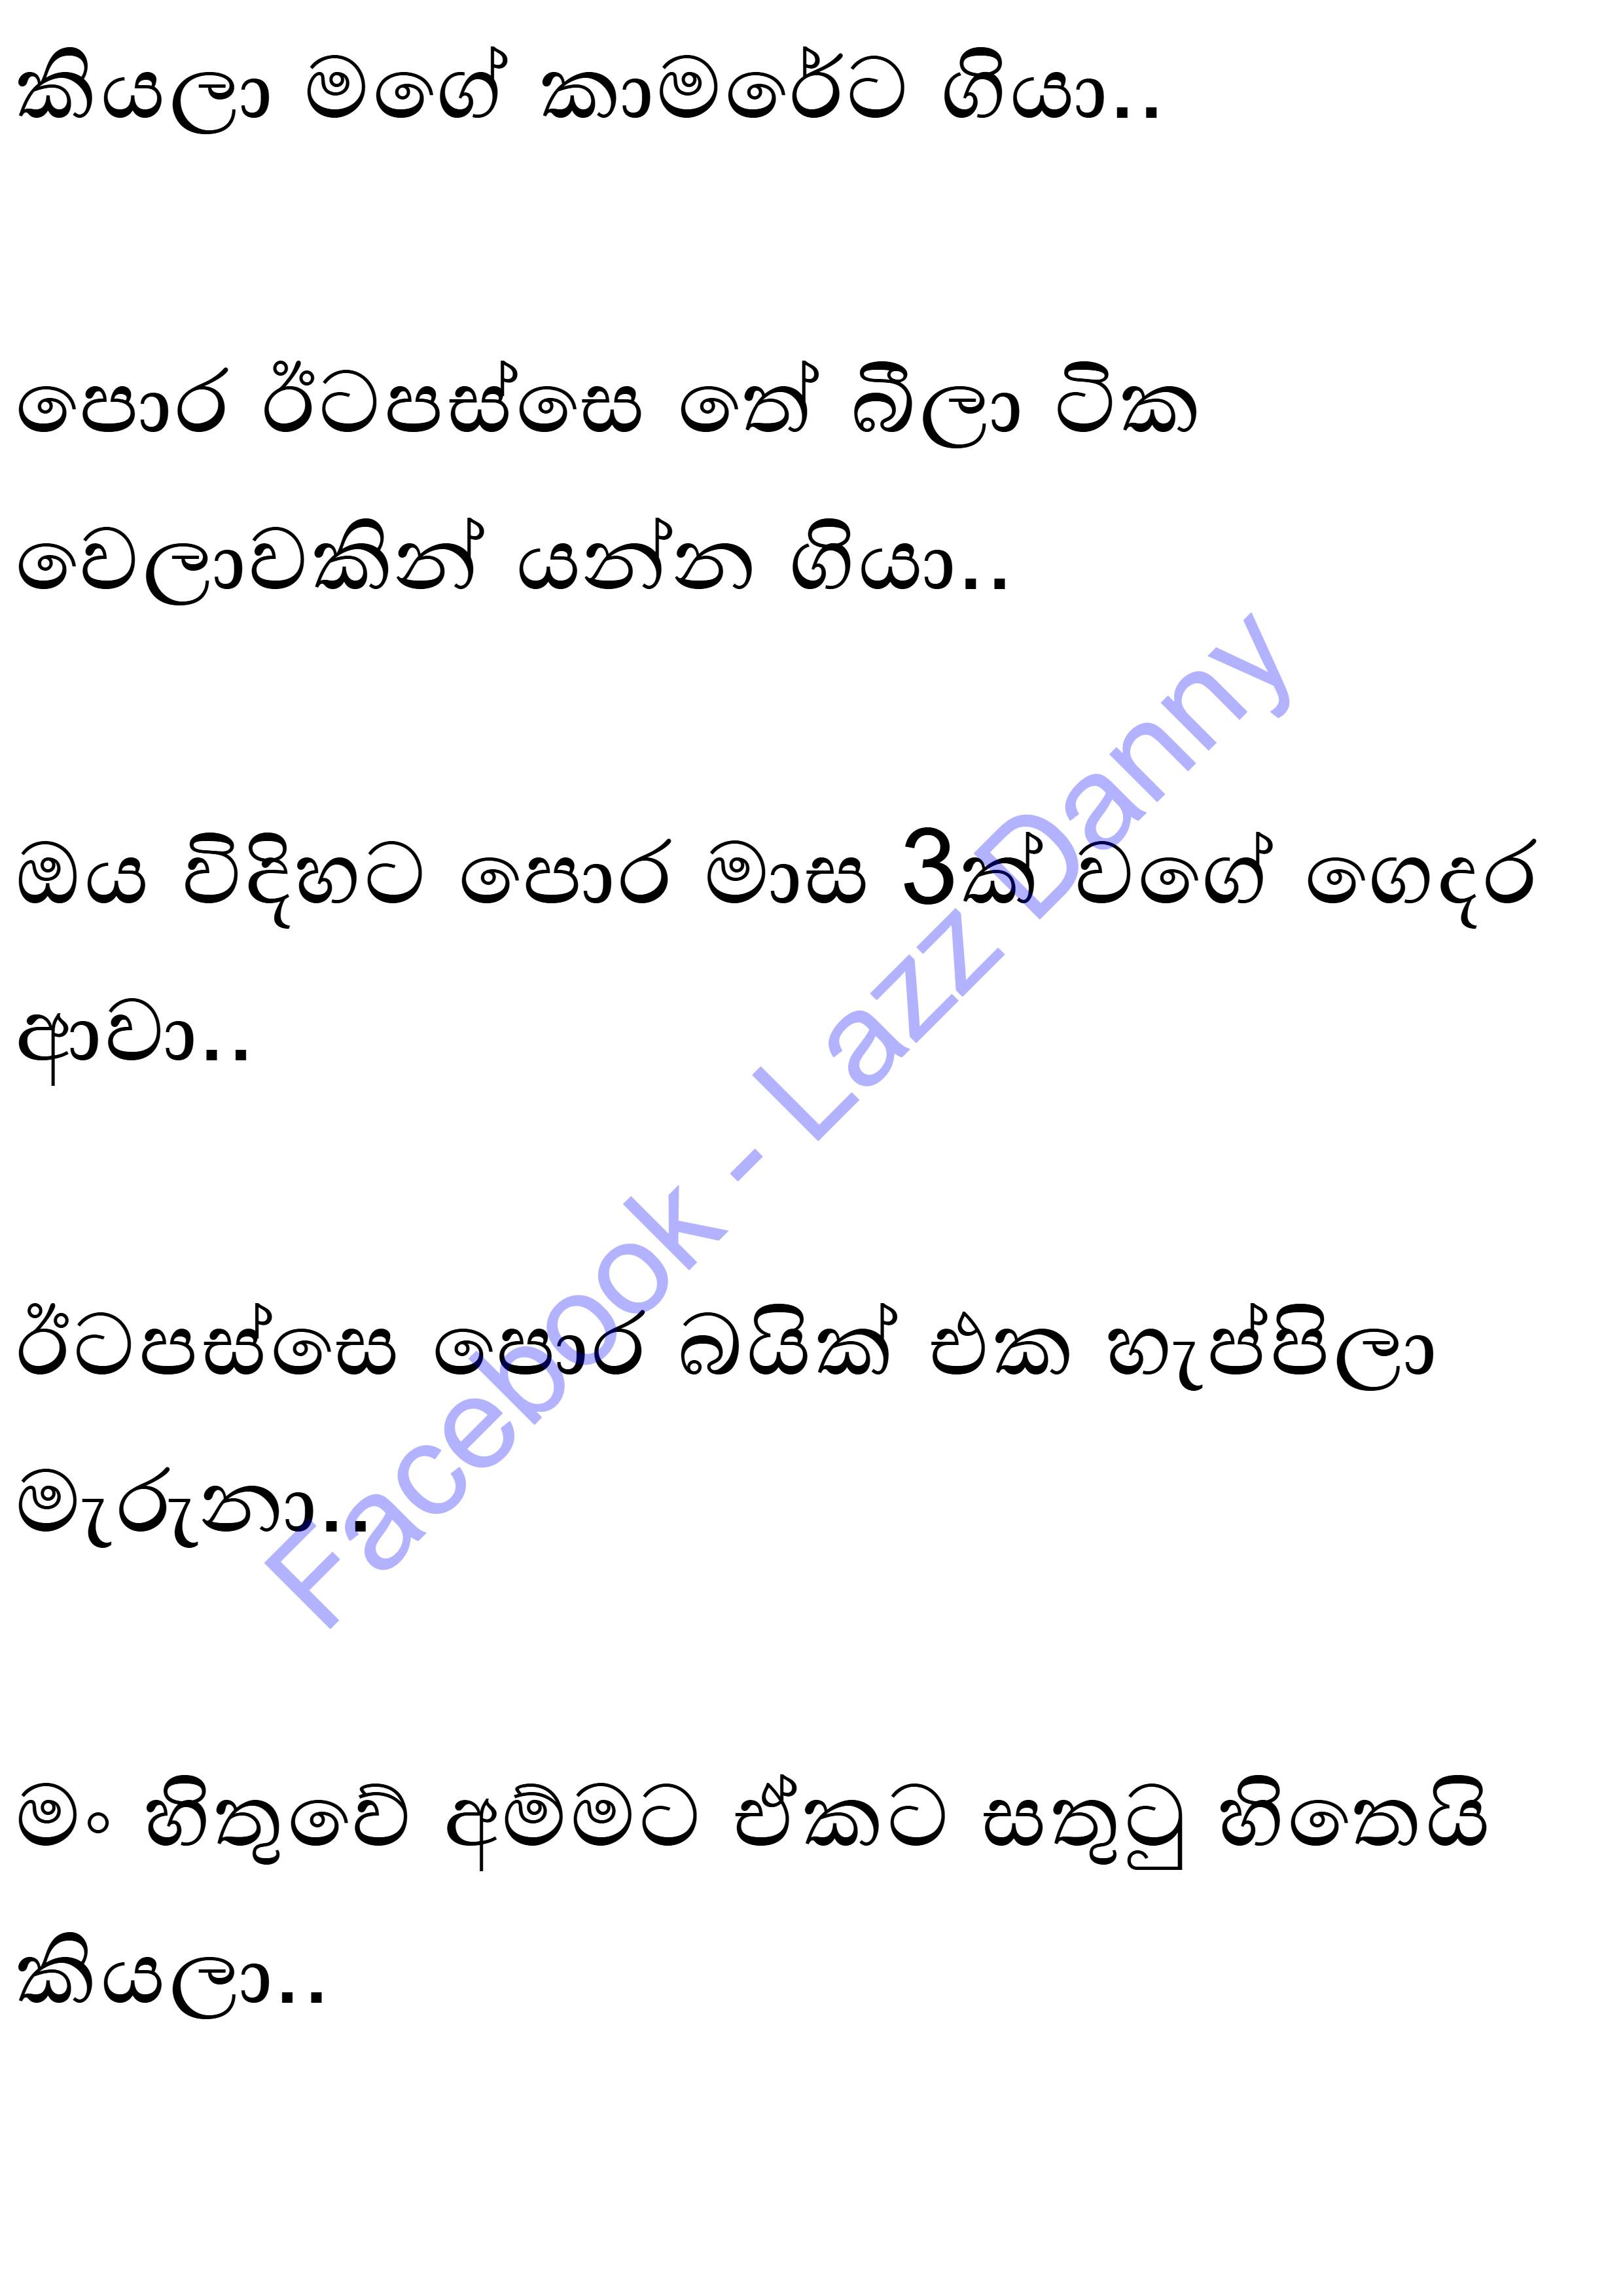 කියලා මගේ කාමරේට ගියා..
පොර ඊටපස්සෙ තේ බීලා ටික
වෙලාවකින් යන්න ගියා..
ඔය විදිහට පොර මාස 3ක් වගේ ගෙදර
ආවා..
ඊටපස්සෙ පොර බයික් එක හැප්පිලා
මැරුනා..
මං හිතුවේ අම්මට ඒකට සතුටු හිතෙයි
කියලා..
Facebook - Lazz Danny